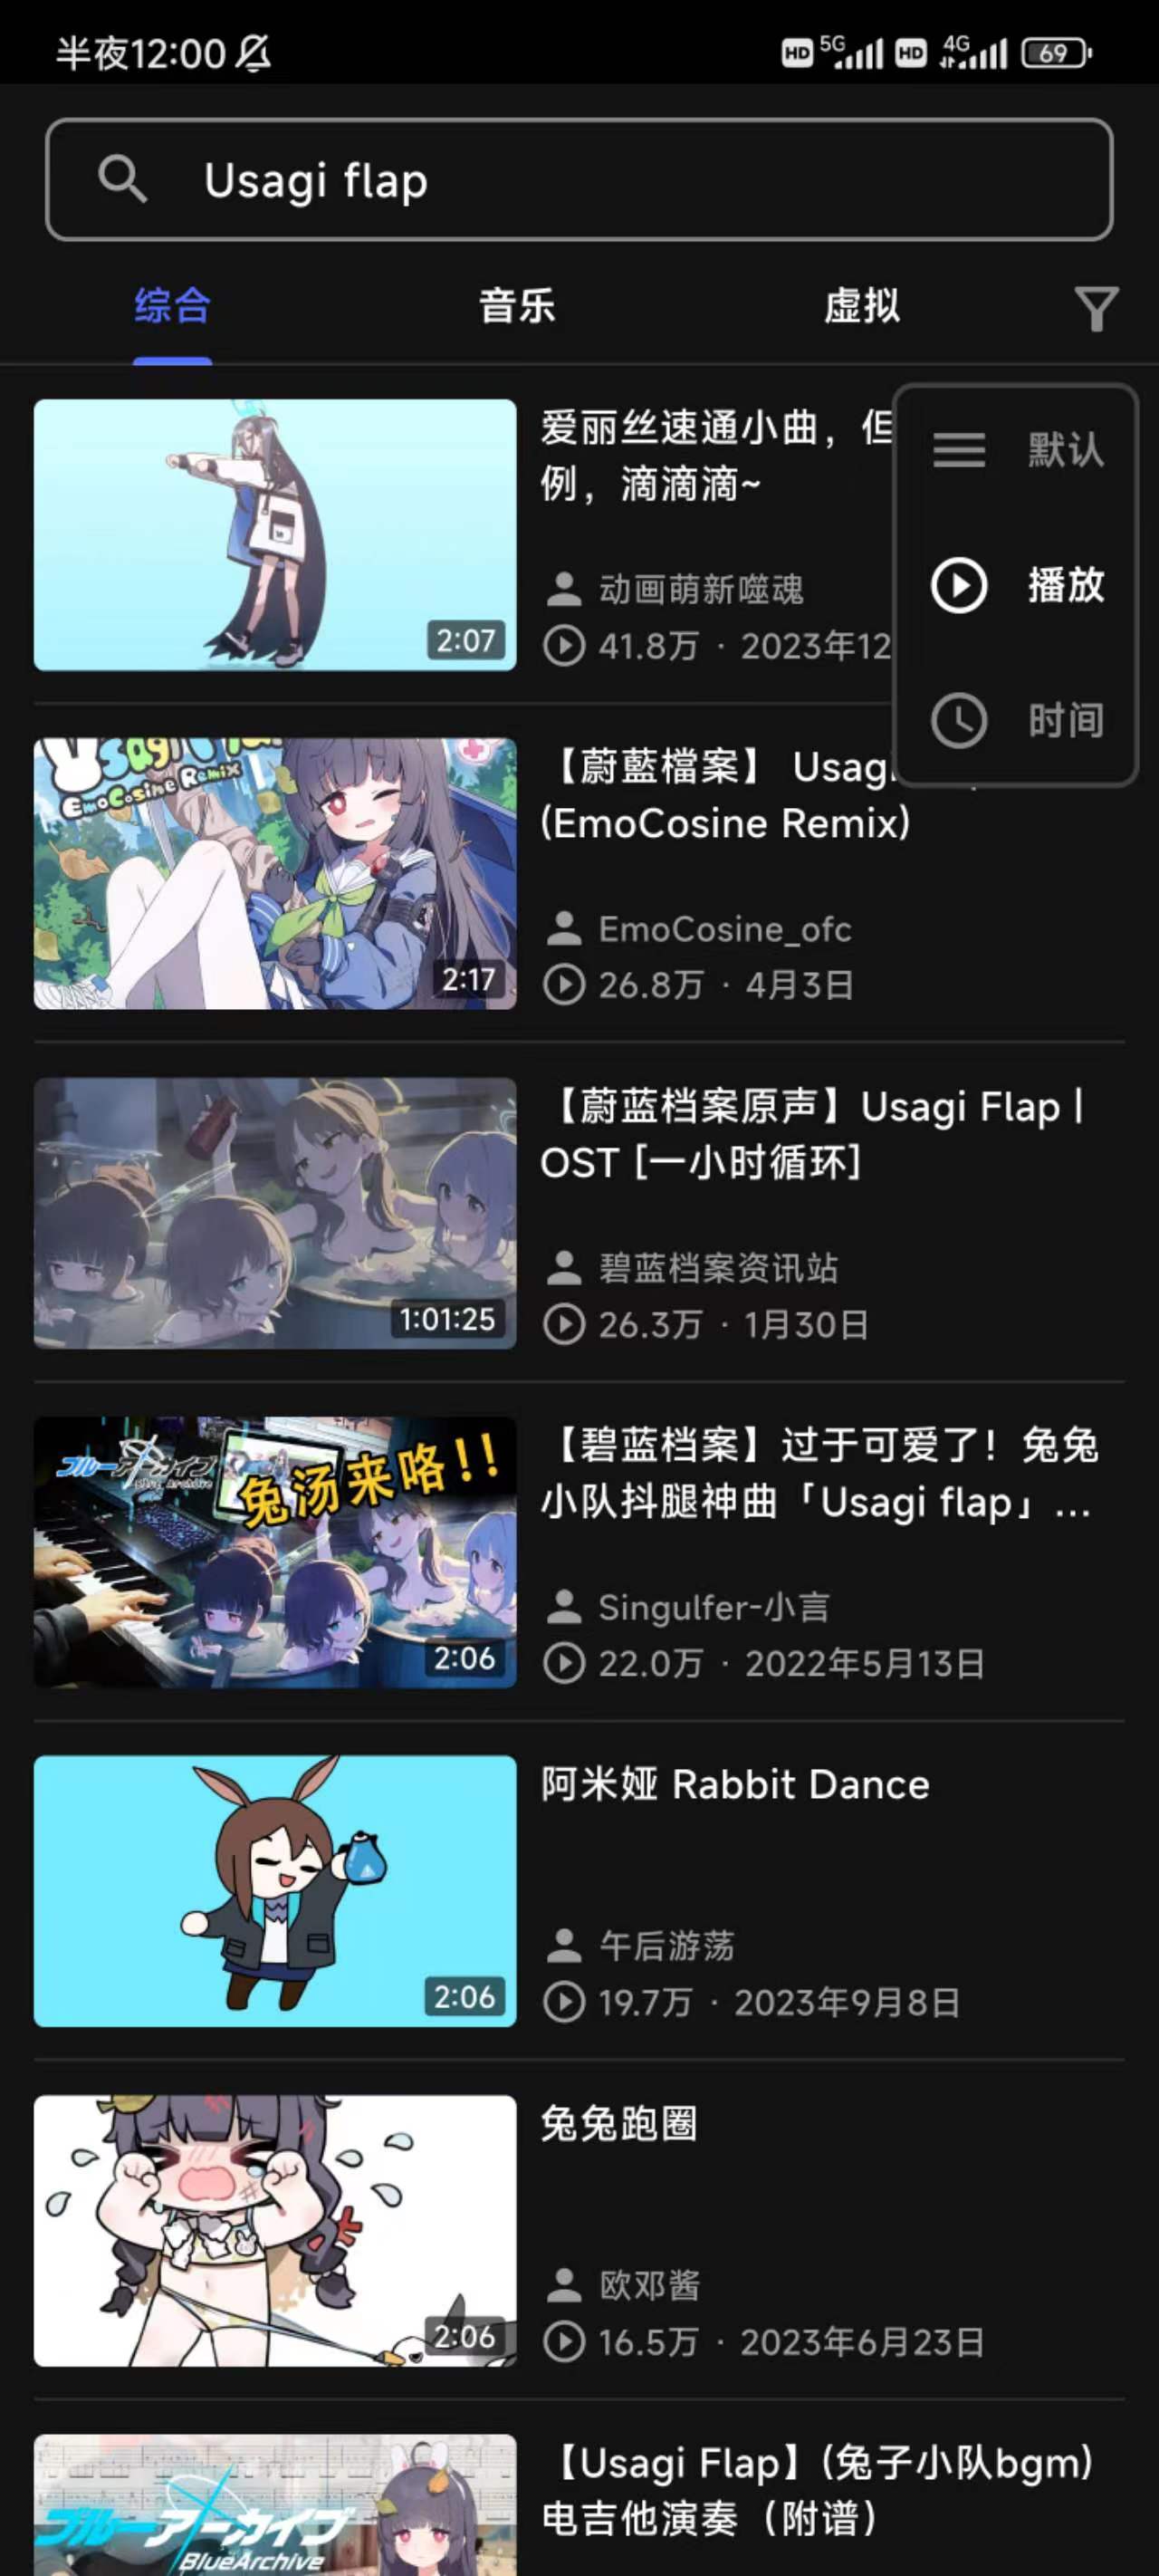 半夜12:00
HD 5G HD 4G 69
Usagi flap
综合 音乐 虚拟
默认
播放
时间
2:07
爱丽丝速通小曲，但
例，滴滴滴~
动画萌新噬魂
41.8万 · 2023年12
EmoCosine Remix
2:17
【蔚藍檔案】 Usagi
(EmoCosine Remix)
EmoCosine_ofc
26.8万 · 4月3日
1:01:25
【蔚蓝档案原声】Usagi Flap |
OST [一小时循环]
碧蓝档案资讯站
26.3万 · 1月30日
ブルーアーカイブ
Blue Archive
兔汤来咯!!
2:06
【碧蓝档案】过于可爱了！兔兔
小队抖腿神曲「Usagi flap」...
Singulfer-小言
22.0万 · 2022年5月13日
2:06
阿米娅 Rabbit Dance
午后游荡
19.7万 · 2023年9月8日
2:06
兔兔跑圈
欧邓酱
16.5万 · 2023年6月23日
ブルーアーカイブ
BlueArchive
【Usagi Flap】(兔子小队bgm)
电吉他演奏（附谱）